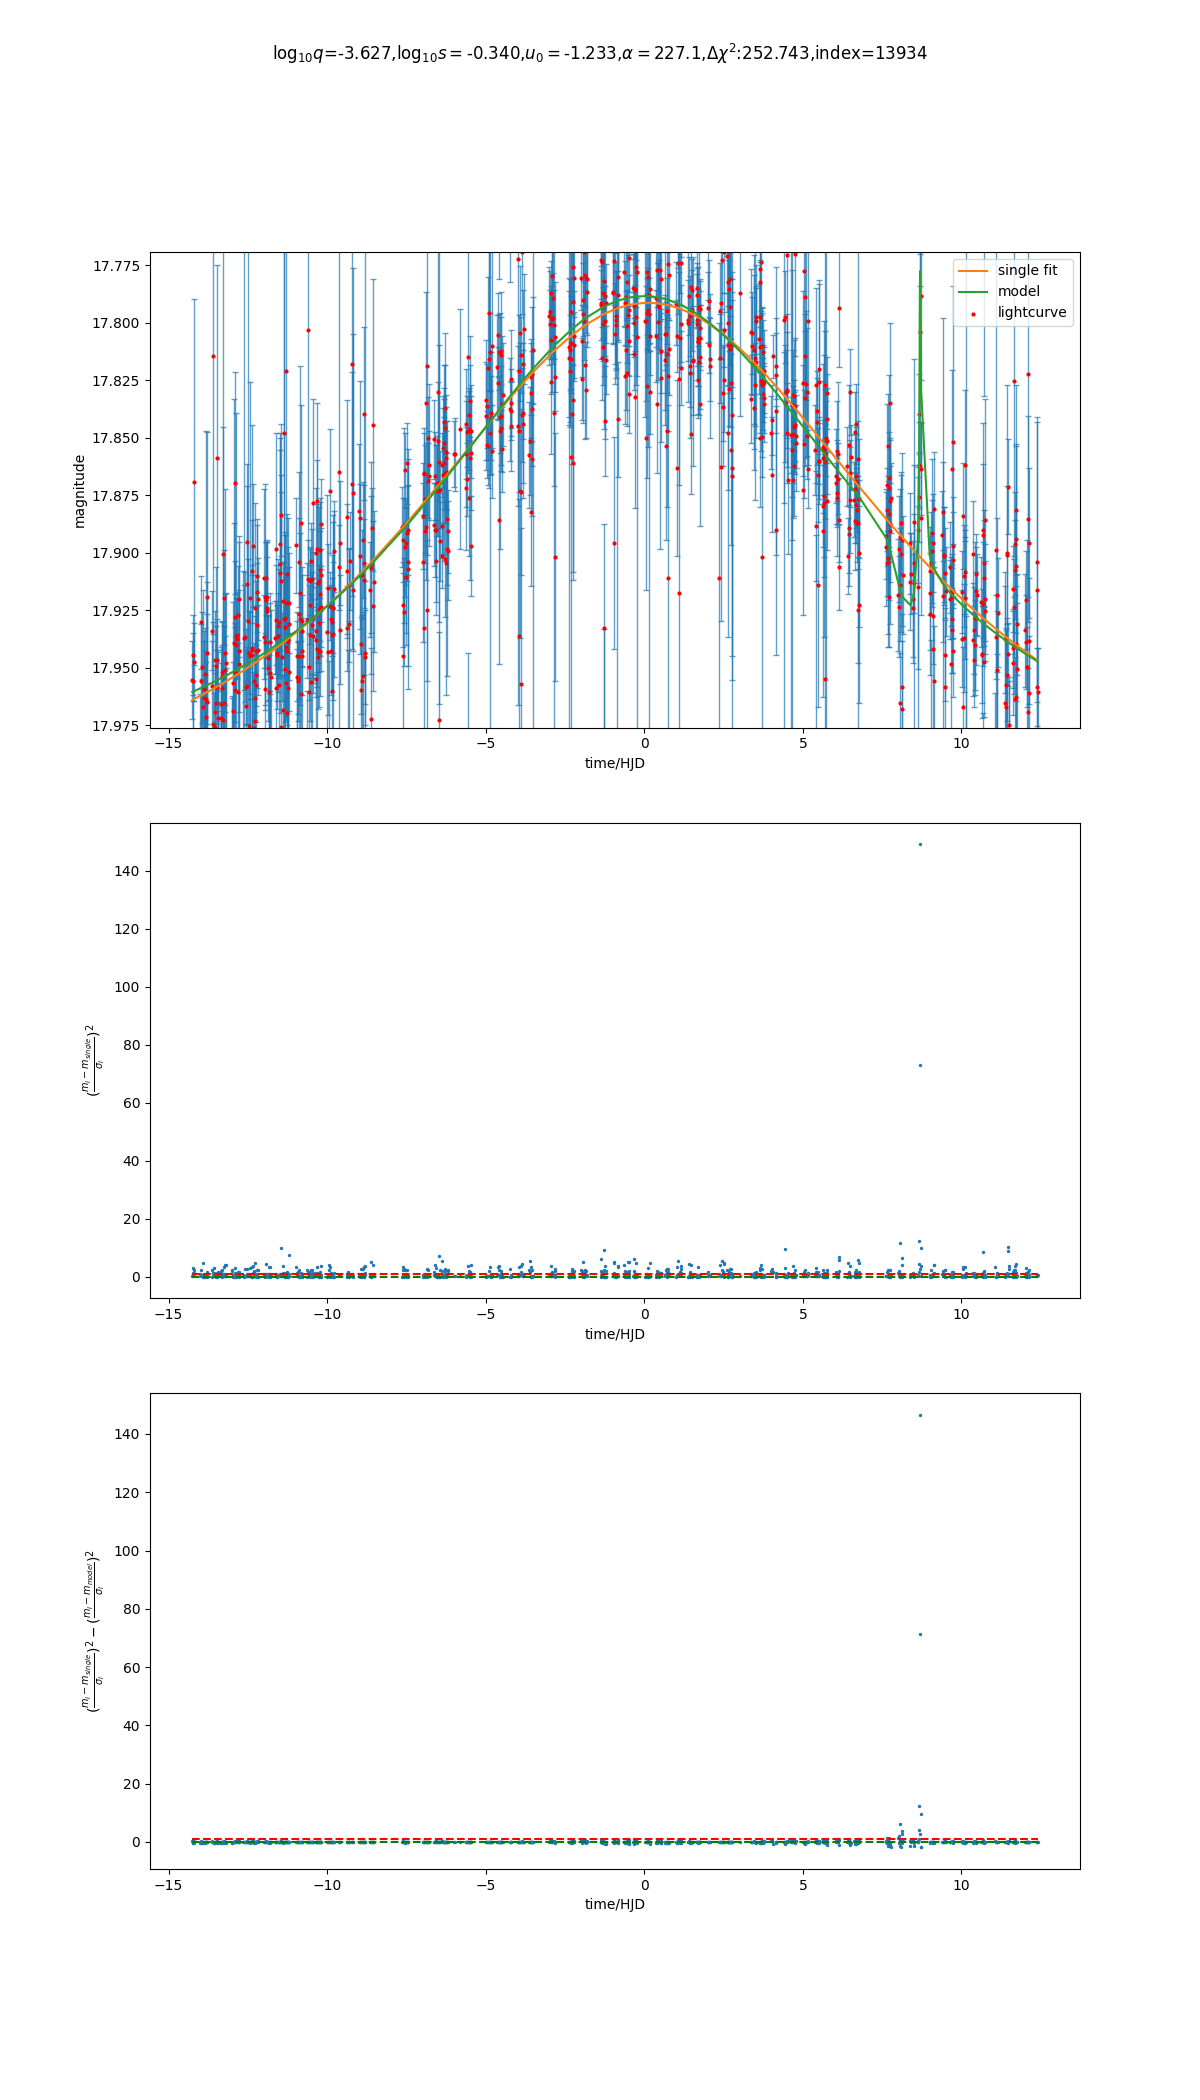 log₁₀q=-3.627,log₁₀s = -0.340,u₀ = -1.233,α = 227.1,Δχ²:252.743,index=13934
17.775
17.800
17.825
17.850
17.875
17.900
17.925
17.950
17.975
magnitude
single fit
model
lightcurve
−15 −10 −5 0 5 10
time/HJD
140
120
100
80
60
40
20
0
(mᵢ − m_single / σᵢ)²
−15 −10 −5 0 5 10
time/HJD
140
120
100
80
60
40
20
0
(mᵢ − m_single / σᵢ)² − (mᵢ − m_model / σᵢ)²
−15 −10 −5 0 5 10
time/HJD